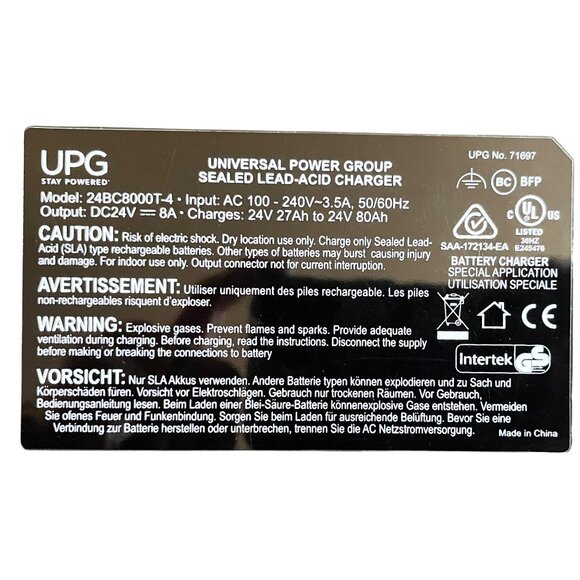 UPG
STAY POWERED
UPG No. 71697
UNIVERSAL POWER GROUP
SEALED LEAD-ACID CHARGER
Model: 24BC8000T-4 • Input: AC 100 - 240V~3.5A, 50/60Hz
Output: DC24V ⎓ 8A • Charges: 24V 27Ah to 24V 80Ah
CAUTION: Risk of electric shock. Dry location use only. Charge only Sealed Lead-
Acid (SLA) type rechargeable batteries. Other types of batteries may burst causing injury
and damage. For indoor use only. Output connector not for current interruption.
AVERTISSEMENT: Utiliser uniquement des piles rechargeable. Les piles
non-rechargeables risquent d'exploser.
WARNING: Explosive gases. Prevent flames and sparks. Provide adequate
ventilation during charging. Before charging, read the instructions. Disconnect the supply
before making or breaking the connections to battery
VORSICHT: Nur SLA Akkus verwenden. Andere Batterie typen können explodieren und zu Sach und
Körperschäden füren. Vorsicht vor Elektroschlägen. Gebrauch nur trockenen Räumen. Vor Gebrauch,
Bedienungsanleitung lesen. Beim Laden einer Blei-Säure-Batterie könnenexplosive Gase entstehen. Vermeiden
Sie ofenes Feuer und Funkenbindung. Sorgen Sie beim Laden für ausreichend Belüftung. Bevor Sie eine
Verbindung zur Batterie herstellen oder unterbrechen, trennen Sie die AC Netzstromversorgung.
BC BFP
SAA-172134-EA
C UL US
LISTED
30HZ
E245476
BATTERY CHARGER
SPECIAL APPLICATION
UTILISATION SPECIALE
CE
Intertek GS
Made in China